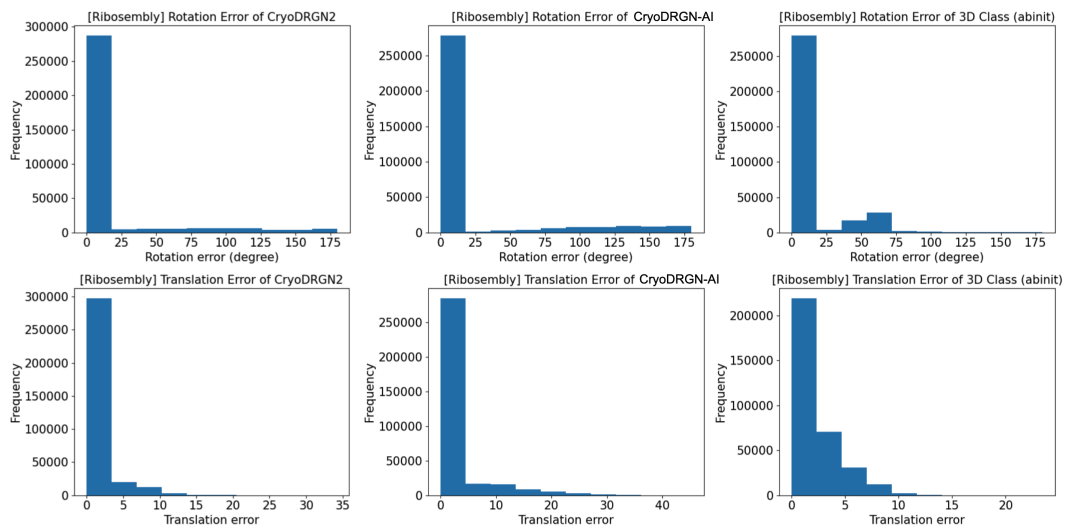 [Ribosembly] Rotation Error of CryoDRGN2
300000
250000
200000
150000
100000
50000
0
Frequency
0 25 50 75 100 125 150 175
Rotation error (degree)
[Ribosembly] Rotation Error of CryoDRGN-AI
250000
200000
150000
100000
50000
0
Frequency
0 25 50 75 100 125 150 175
Rotation error (degree)
[Ribosembly] Rotation Error of 3D Class (abinit)
250000
200000
150000
100000
50000
0
Frequency
0 25 50 75 100 125 150 175
Rotation error (degree)
[Ribosembly] Translation Error of CryoDRGN2
300000
250000
200000
150000
100000
50000
0
Frequency
0 5 10 15 20 25 30 35
Translation error
[Ribosembly] Translation Error of CryoDRGN-AI
250000
200000
150000
100000
50000
0
Frequency
0 10 20 30 40
Translation error
[Ribosembly] Translation Error of 3D Class (abinit)
200000
150000
100000
50000
0
Frequency
0 5 10 15 20
Translation error